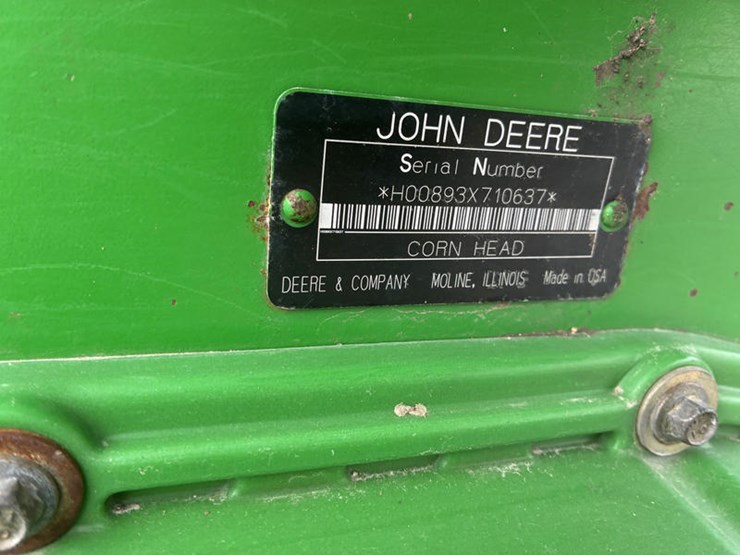 JOHN DEERE
Serial Number
*H00893X710637*
CORN HEAD
DEERE & COMPANY MOLINE, ILLINOIS Made in USA